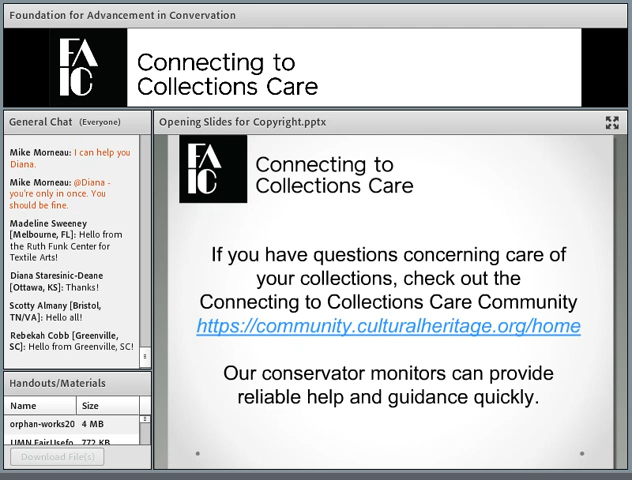 Foundation for Advancement in Convervation
FA
IC
Connecting to
Collections Care
General Chat (Everyone)
Mike Morneau: I can help you
Diana.
Mike Morneau: @Diana -
you're only in once. You
should be fine.
Madeline Sweeney
[Melbourne, FL]: Hello from
the Ruth Funk Center for
Textile Arts!
Diana Staresinic-Deane
[Ottawa, KS]: Thanks!
Scotty Almany [Bristol,
TN/VA]: Hello all!
Rebekah Cobb [Greenville,
SC]: Hello from Greenville, SC!
Handouts/Materials
Name Size
orphan-works20 4 MB
UMN FairUsefo 772 KB
Download File(s)
Opening Slides for Copyright.pptx
FA
IC
Connecting to
Collections Care
If you have questions concerning care of
your collections, check out the
Connecting to Collections Care Community
https://community.culturalheritage.org/home
Our conservator monitors can provide
reliable help and guidance quickly.